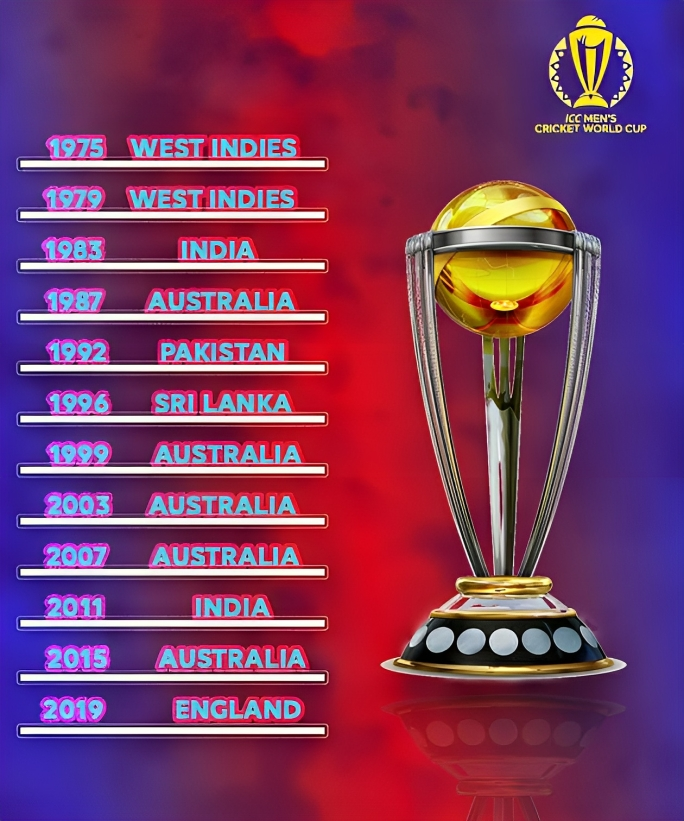 ICC MEN'S
CRICKET WORLD CUP
1975 WEST INDIES
1979 WEST INDIES
1983 INDIA
1987 AUSTRALIA
1992 PAKISTAN
1996 SRI LANKA
1999 AUSTRALIA
2003 AUSTRALIA
2007 AUSTRALIA
2011 INDIA
2015 AUSTRALIA
2019 ENGLAND